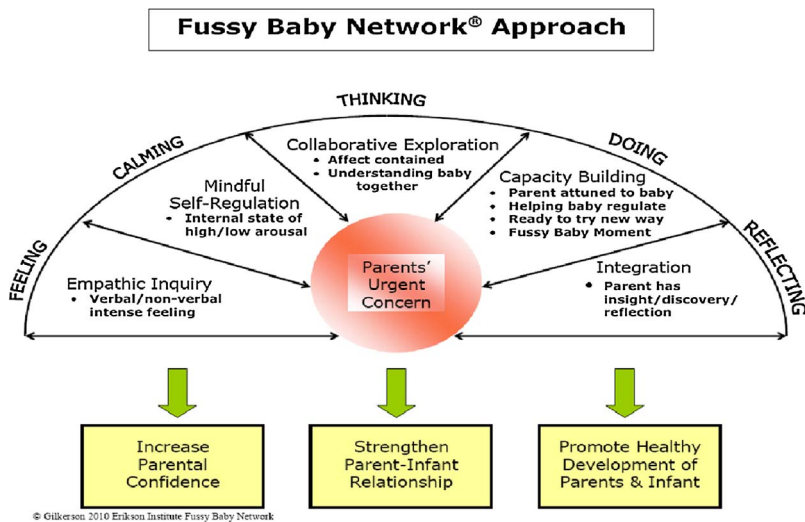 Fussy Baby Network® Approach
THINKING
CALMING
DOING
FEELING
REFLECTING
Collaborative Exploration
• Affect contained
• Understanding baby
together
Mindful
Self-Regulation
• Internal state of
high/low arousal
Capacity Building
• Parent attuned to baby
• Helping baby regulate
• Ready to try new way
• Fussy Baby Moment
Empathic Inquiry
• Verbal/non-verbal
intense feeling
Parents’
Urgent
Concern
Integration
• Parent has
insight/discovery/
reflection
Increase
Parental
Confidence
Strengthen
Parent-Infant
Relationship
Promote Healthy
Development of
Parents & Infant
© Gilkerson 2010 Erikson Institute Fussy Baby Network